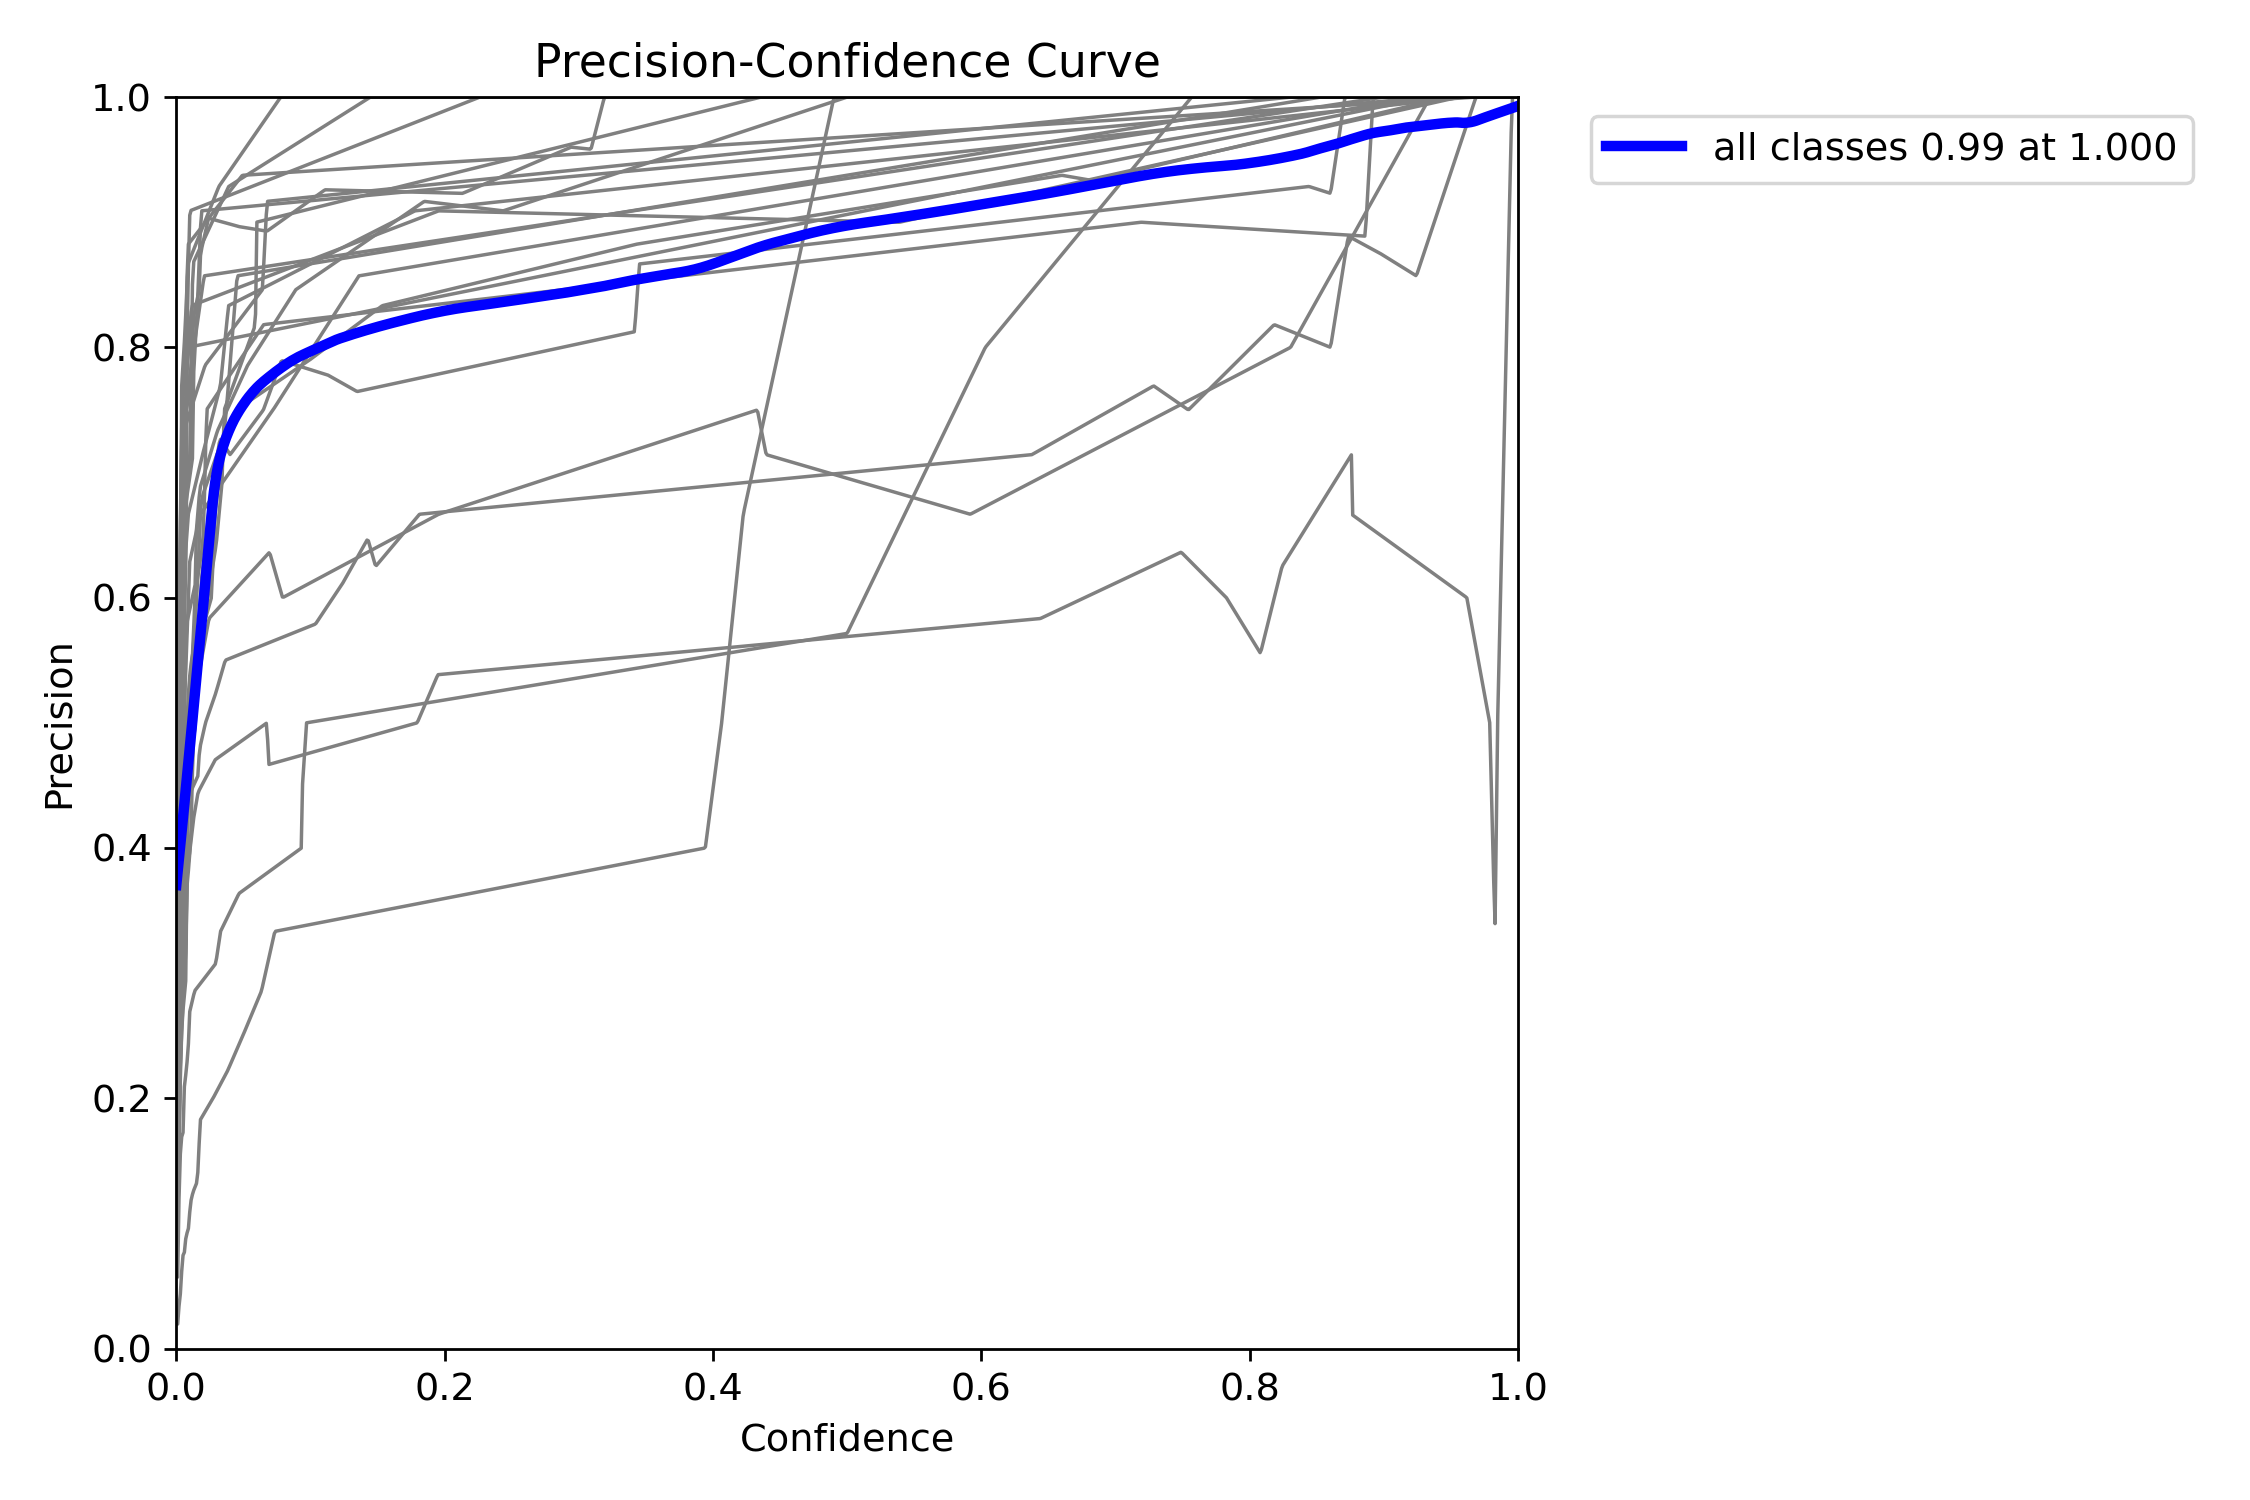 Precision-Confidence Curve
all classes 0.99 at 1.000
1.0
0.8
0.6
0.4
0.2
0.0
Precision
0.0 0.2 0.4 0.6 0.8 1.0
Confidence